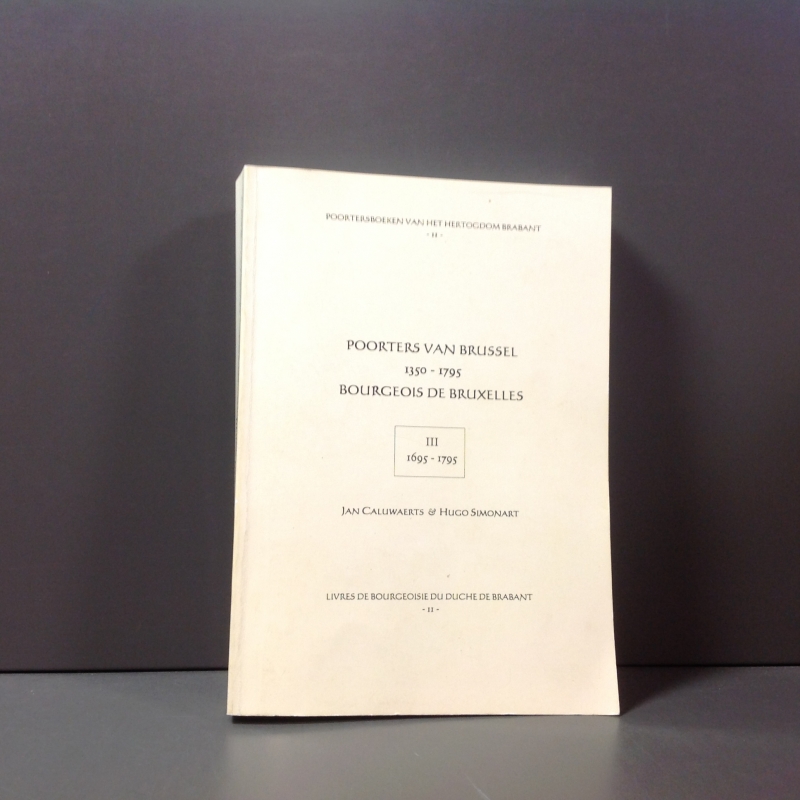 POORTERSBOEKEN VAN HET HERTOGDOM BRABANT
- II -
POORTERS VAN BRUSSEL
1350 - 1795
BOURGEOIS DE BRUXELLES
III
1695 - 1795
JAN CALUWAERTS & HUGO SIMONART
LIVRES DE BOURGEOISIE DU DUCHE DE BRABANT
- II -